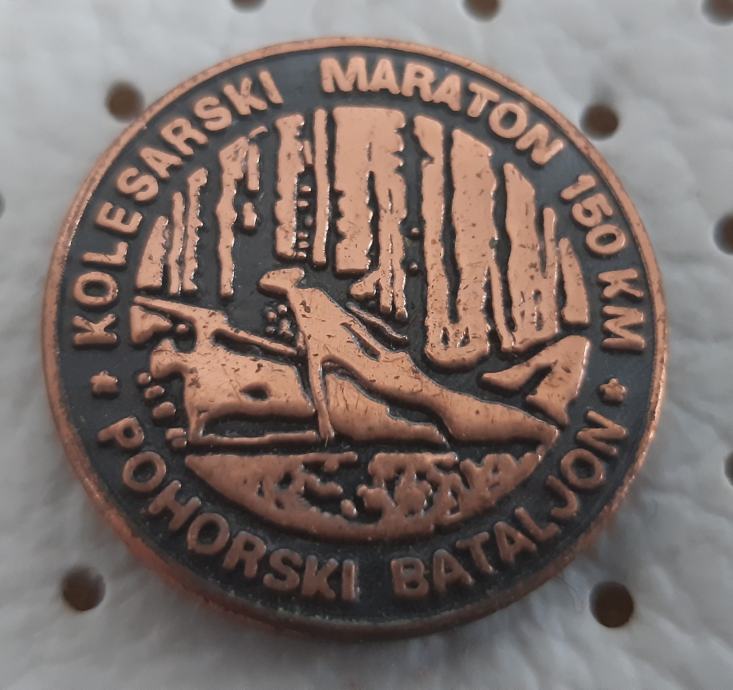 KOLESARSKI MARATON 150 KM
* POHORSKI BATALJON *